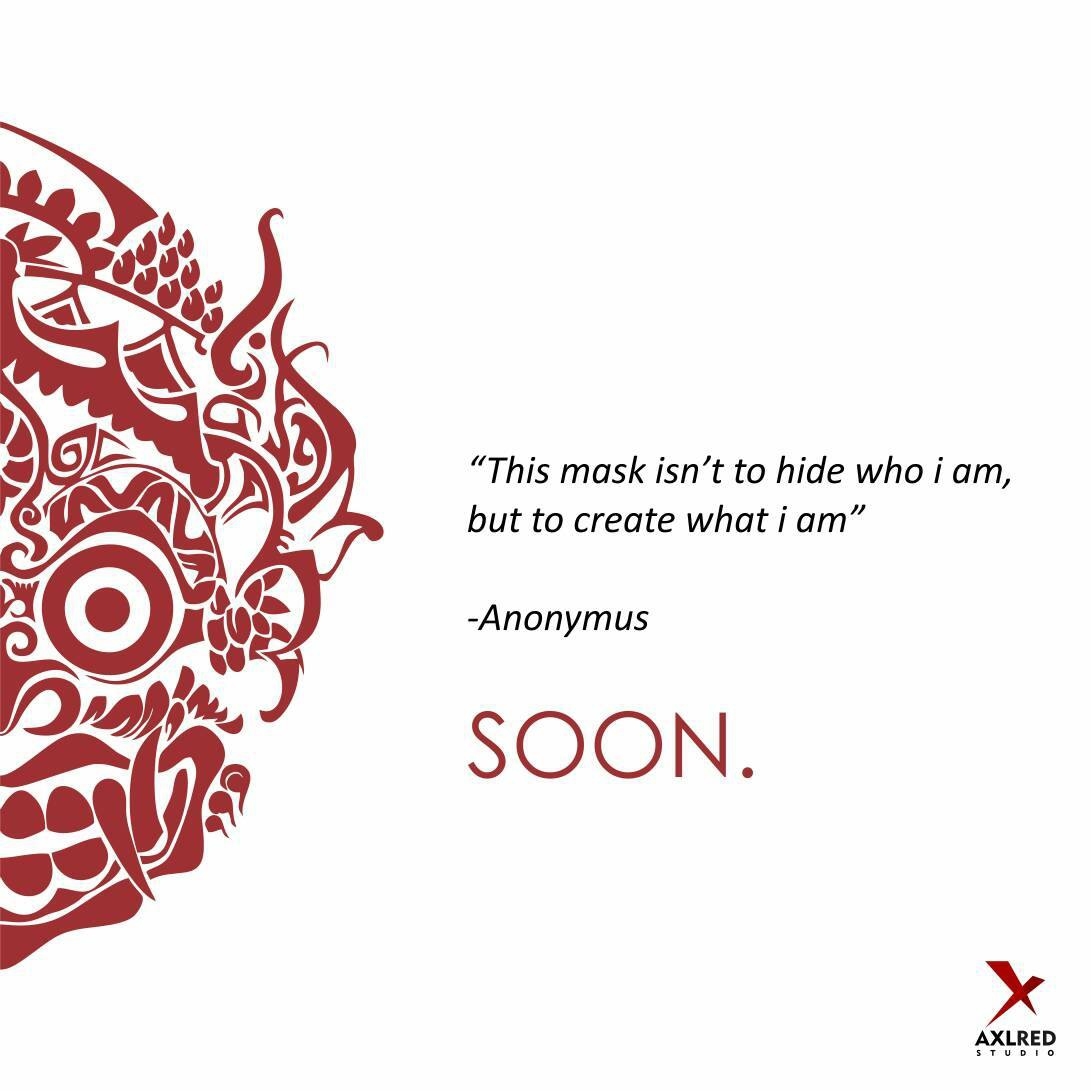 “This mask isn’t to hide who i am,
but to create what i am”
-Anonymus
SOON.
AXLRED
STUDIO